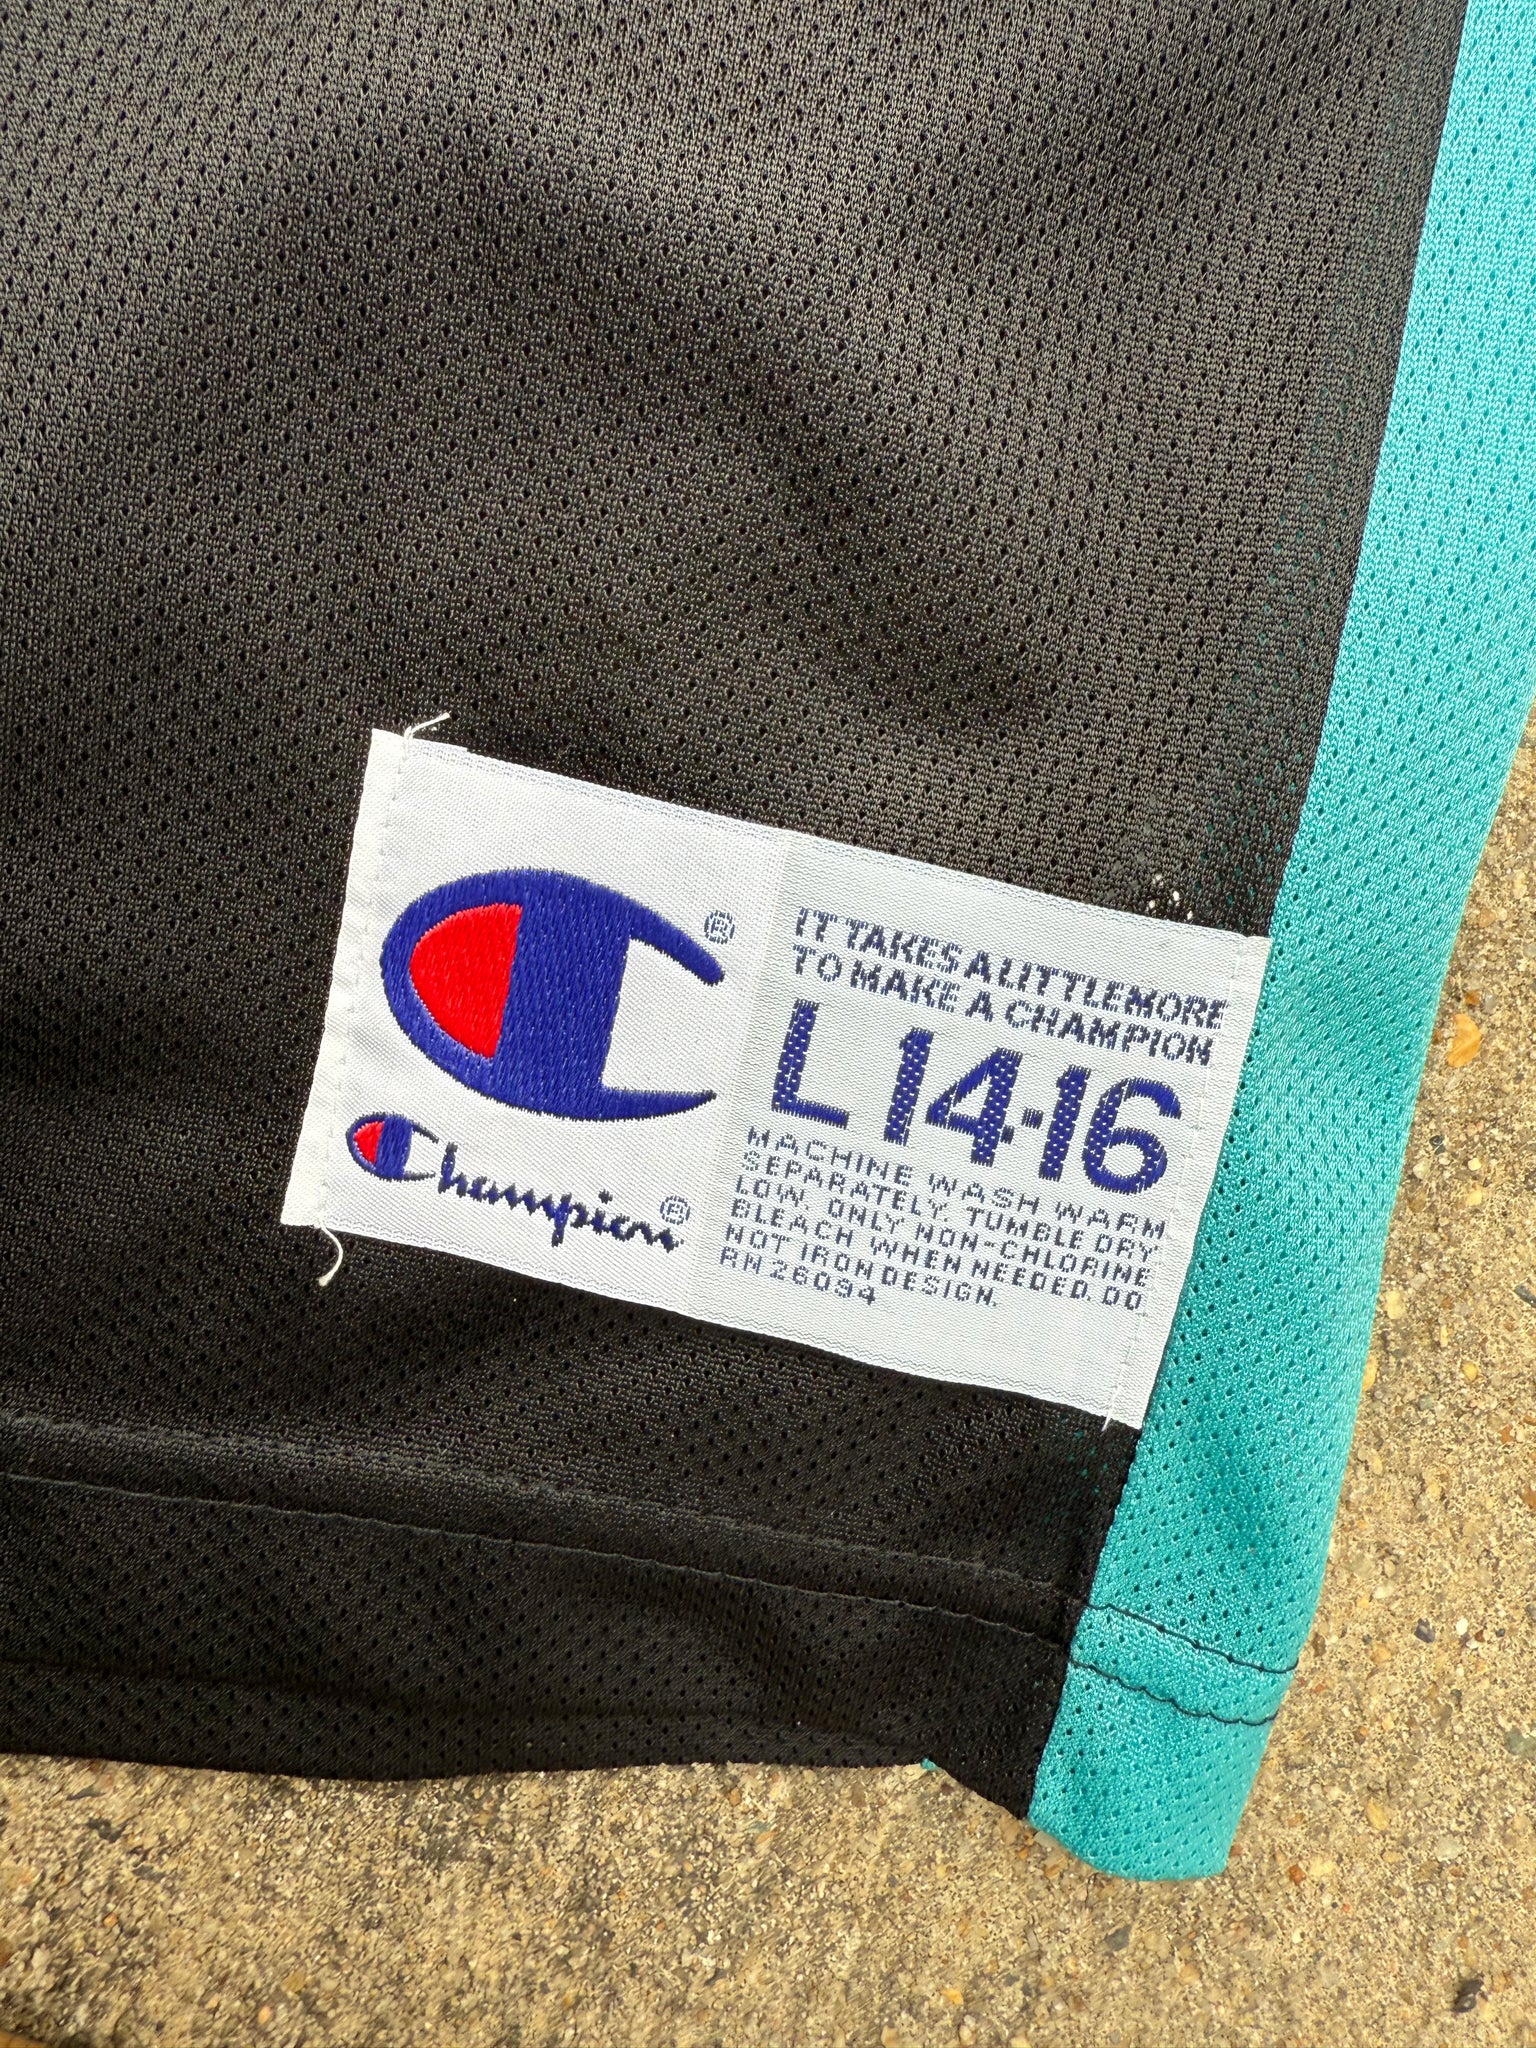 ®
Champion®
IT TAKES A LITTLE MORE
TO MAKE A CHAMPION
L 14-16
MACHINE WASH WARM
SEPARATELY. TUMBLE DRY
LOW. ONLY NON-CHLORINE
BLEACH WHEN NEEDED. DO
NOT IRON DESIGN.
RN 26094